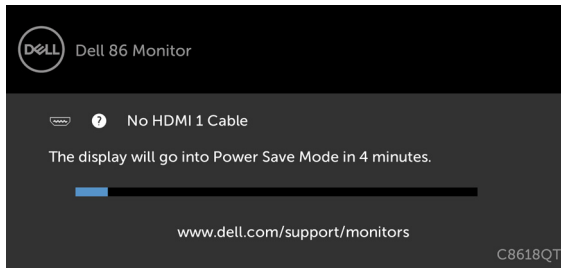 DELL
Dell 86 Monitor
? No HDMI 1 Cable
The display will go into Power Save Mode in 4 minutes.
www.dell.com/support/monitors
C8618QT